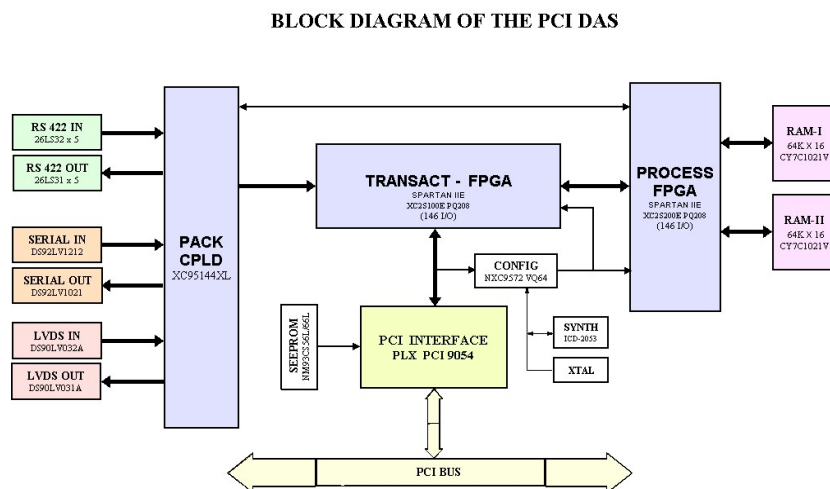 BLOCK DIAGRAM OF THE PCI DAS
RS 422 IN
26LS32 x 5
RS 422 OUT
26LS31 x 5
SERIAL IN
DS92LV1212
SERIAL OUT
DS92LV1021
LVDS IN
DS90LV032A
LVDS OUT
DS90LV031A
PACK
CPLD
XC95144XL
TRANSACT - FPGA
SPARTAN IIE
XC2S100E PQ208
(146 I/O)
CONFIG
NXC9572 VQ64
SEEPROM
NM93CS56L/66L
PCI INTERFACE
PLX PCI 9054
SYNTH
ICD-2053
XTAL
PROCESS
FPGA
SPARTAN IIE
XC2S200E PQ208
(146 I/O)
RAM-I
64K X 16
CY7C1021V
RAM-II
64K X 16
CY7C1021V
PCI BUS